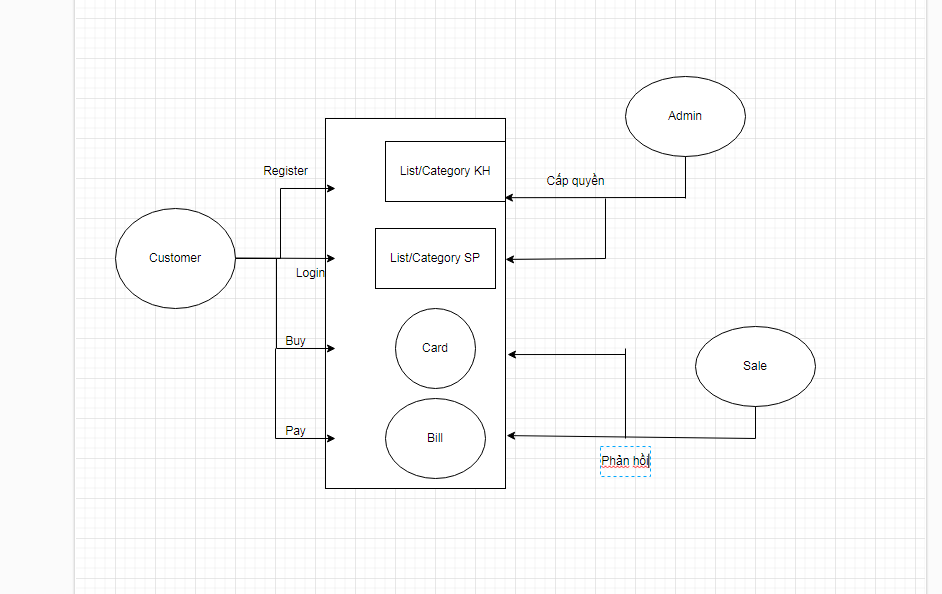 Admin
List/Category KH
Register
Cấp quyền
Customer
List/Category SP
Login
Buy
Card
Sale
Pay
Bill
Phản hồi